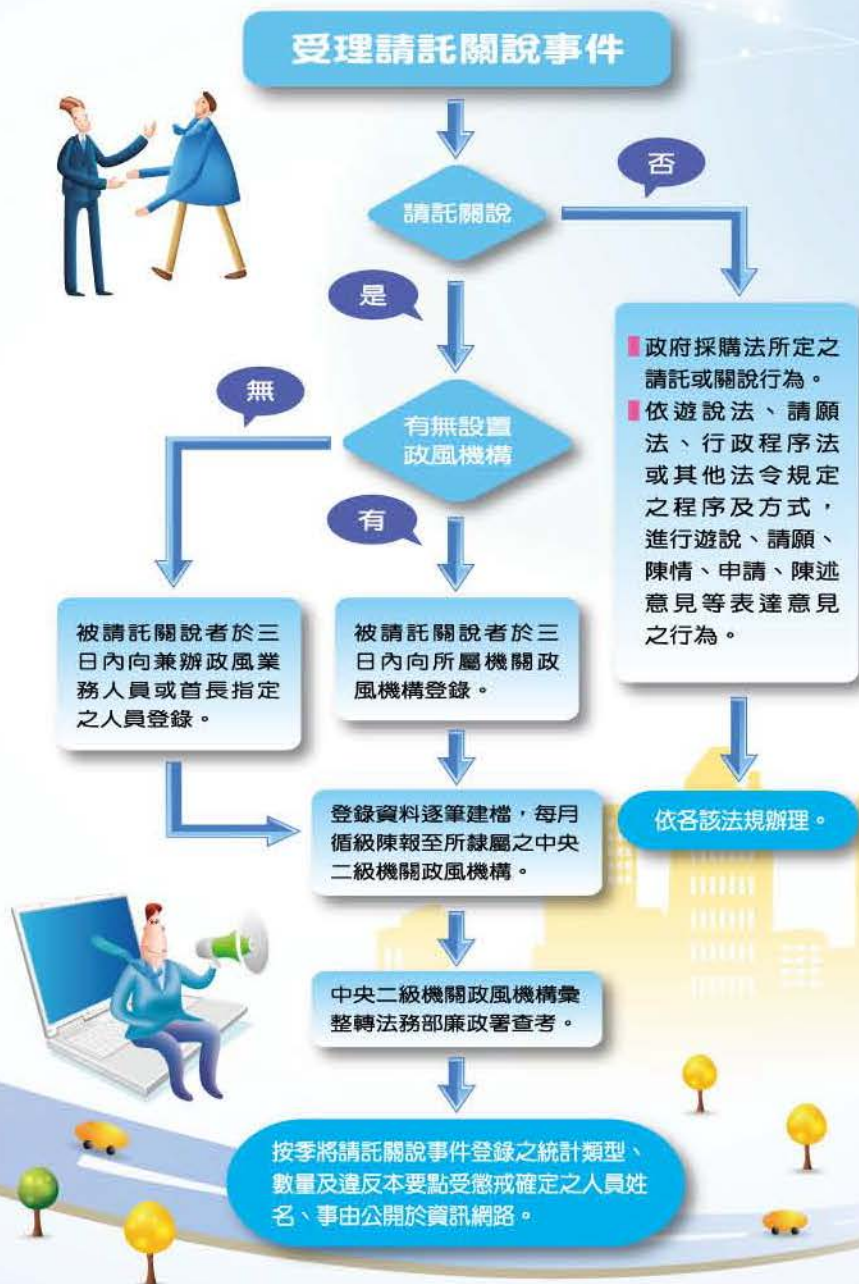 受理請託關說事件
否
請託關說
是
政府採購法所定之
請託或關說行為。
依遊說法、請願
法、行政程序法
或其他法令規定
之程序及方式，
進行遊說、請願、
陳情、申請、陳述
意見等表達意見
之行為。
無
有無設置
政風機構
有
被請託關說者於三
日內向兼辦政風業
務人員或首長指定
之人員登錄。
被請託關說者於三
日內向所屬機關政
風機構登錄。
登錄資料逐筆建檔，每月
循級陳報至所隸屬之中央
二級機關政風機構。
依各該法規辦理。
中央二級機關政風機構彙
整轉法務部廉政署查考。
按季將請託關說事件登錄之統計類型、
數量及違反本要點受懲戒確定之人員姓
名、事由公開於資訊網路。